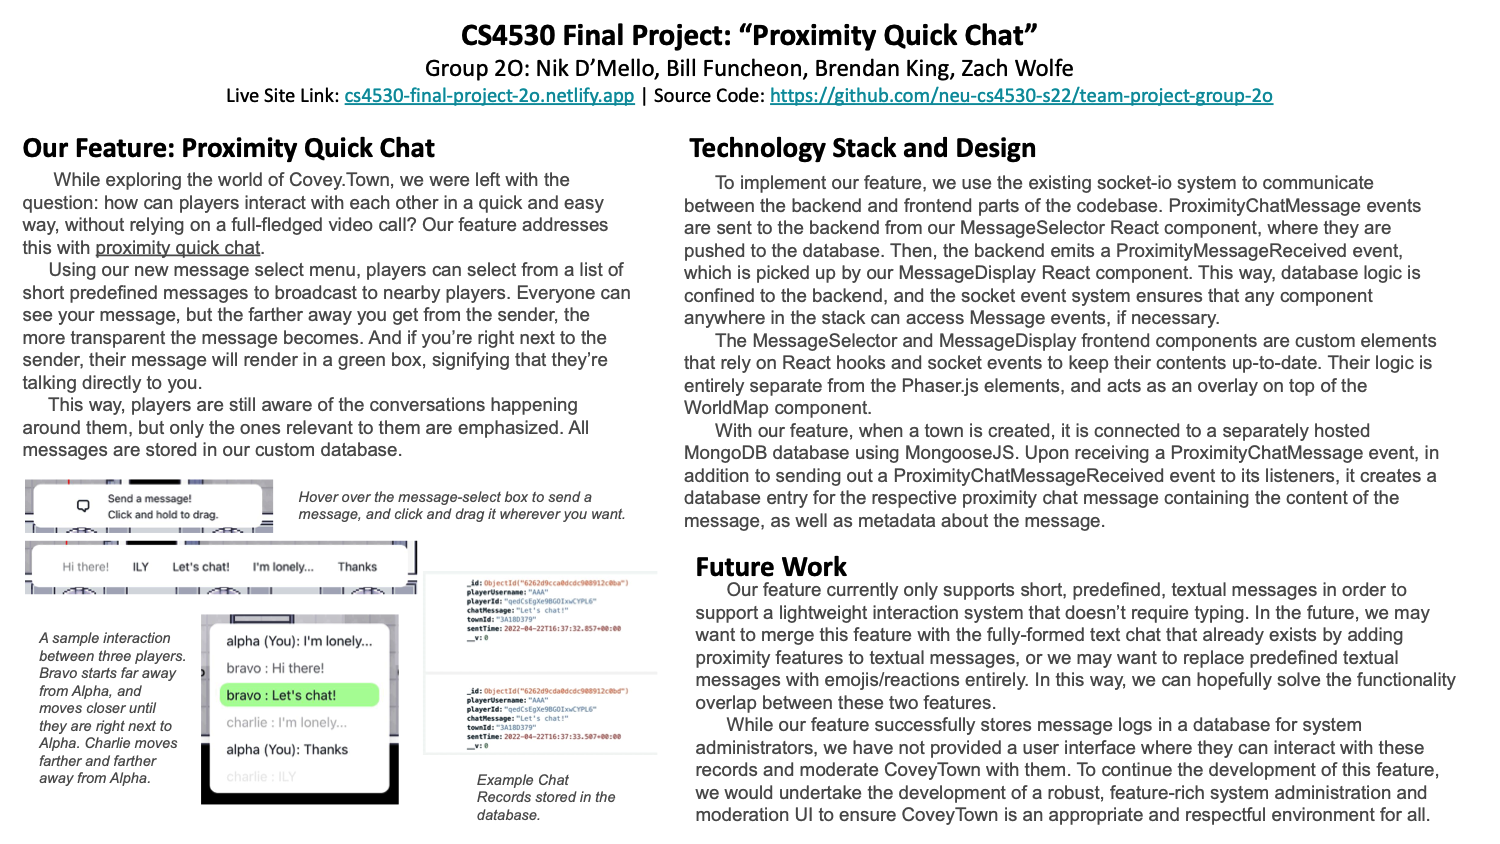 CS4530 Final Project: “Proximity Quick Chat”
Group 2O: Nik D’Mello, Bill Funcheon, Brendan King, Zach Wolfe
Live Site Link: cs4530-final-project-2o.netlify.app | Source Code: https://github.com/neu-cs4530-s22/team-project-group-2o
Our Feature: Proximity Quick Chat
While exploring the world of Covey.Town, we were left with the
question: how can players interact with each other in a quick and easy
way, without relying on a full-fledged video call? Our feature addresses
this with proximity quick chat.
Using our new message select menu, players can select from a list of
short predefined messages to broadcast to nearby players. Everyone can
see your message, but the farther away you get from the sender, the
more transparent the message becomes. And if you’re right next to the
sender, their message will render in a green box, signifying that they’re
talking directly to you.
This way, players are still aware of the conversations happening
around them, but only the ones relevant to them are emphasized. All
messages are stored in our custom database.
Send a message!
Click and hold to drag.
Hover over the message-select box to send a
message, and click and drag it wherever you want.
Hi there! ILY Let's chat! I'm lonely... Thanks
A sample interaction
between three players.
Bravo starts far away
from Alpha, and
moves closer until
they are right next to
Alpha. Charlie moves
farther and farther
away from Alpha.
alpha (You): I'm lonely...
bravo : Hi there!
bravo : Let's chat!
charlie : I'm lonely...
alpha (You): Thanks
charlie : ILY
_id: ObjectId("6262d9cca0dcdc908912c0ba")
playerUsername: "AAA"
playerId: "qedCsEgXe9BGOIxwCYPL6"
chatMessage: "Let's chat!"
townId: "3A18D379"
sentTime: 2022-04-22T16:37:32.857+00:00
__v: 0
_id: ObjectId("6262d9cda0dcdc908912c0bd")
playerUsername: "AAA"
playerId: "qedCsEgXe9BGOIxwCYPL6"
chatMessage: "Let's chat!"
townId: "3A18D379"
sentTime: 2022-04-22T16:37:33.507+00:00
__v: 0
Example Chat
Records stored in the
database.
Technology Stack and Design
To implement our feature, we use the existing socket-io system to communicate
between the backend and frontend parts of the codebase. ProximityChatMessage events
are sent to the backend from our MessageSelector React component, where they are
pushed to the database. Then, the backend emits a ProximityMessageReceived event,
which is picked up by our MessageDisplay React component. This way, database logic is
confined to the backend, and the socket event system ensures that any component
anywhere in the stack can access Message events, if necessary.
The MessageSelector and MessageDisplay frontend components are custom elements
that rely on React hooks and socket events to keep their contents up-to-date. Their logic is
entirely separate from the Phaser.js elements, and acts as an overlay on top of the
WorldMap component.
With our feature, when a town is created, it is connected to a separately hosted
MongoDB database using MongooseJS. Upon receiving a ProximityChatMessage event, in
addition to sending out a ProximityChatMessageReceived event to its listeners, it creates a
database entry for the respective proximity chat message containing the content of the
message, as well as metadata about the message.
Future Work
Our feature currently only supports short, predefined, textual messages in order to
support a lightweight interaction system that doesn’t require typing. In the future, we may
want to merge this feature with the fully-formed text chat that already exists by adding
proximity features to textual messages, or we may want to replace predefined textual
messages with emojis/reactions entirely. In this way, we can hopefully solve the functionality
overlap between these two features.
While our feature successfully stores message logs in a database for system
administrators, we have not provided a user interface where they can interact with these
records and moderate CoveyTown with them. To continue the development of this feature,
we would undertake the development of a robust, feature-rich system administration and
moderation UI to ensure CoveyTown is an appropriate and respectful environment for all.